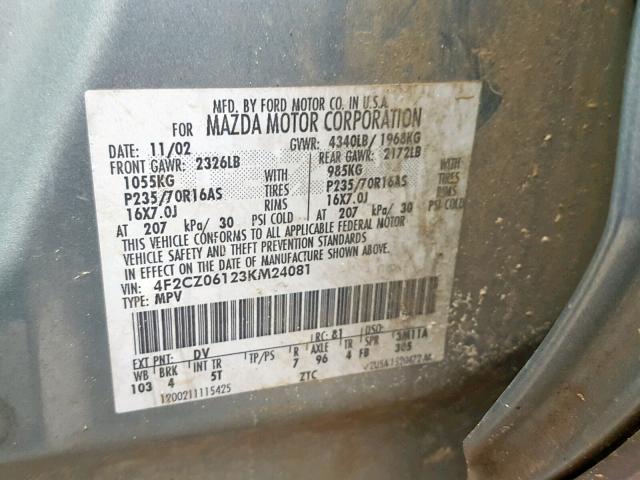 MFD. BY FORD MOTOR CO. IN U.S.A.
FOR MAZDA MOTOR CORPORATION
DATE: 11/02 GVWR: 4340LB/1968KG
FRONT GAWR: 2326LB REAR GAWR: 2172LB
1055KG WITH 985KG WITH
P235/70R16AS TIRES P235/70R16AS TIRES
16X7.0J RIMS 16X7.0J RIMS
AT 207 kPa/ 30 PSI COLD AT 207 kPa/ 30 PSI COLD
THIS VEHICLE CONFORMS TO ALL APPLICABLE FEDERAL MOTOR
VEHICLE SAFETY AND THEFT PREVENTION STANDARDS
IN EFFECT ON THE DATE OF MANUFACTURE SHOWN ABOVE.
VIN: 4F2CZ06123KM24081
TYPE: MPV
EXT PNT: DV RC: 81 DSO:
WB BRK INT TR TP/PS R AXLE TR SPR
103 4 5T 7 96 4 FB
1200211115425 ZTC